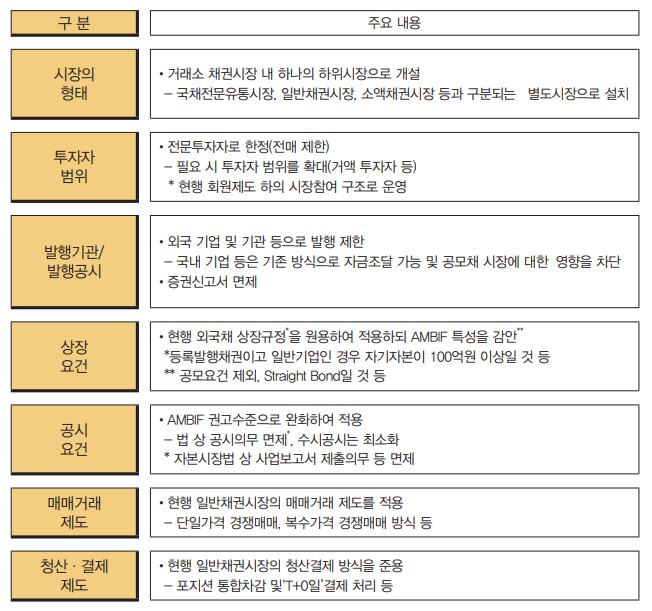 구 분
주요 내용
시장의
형태
• 거래소 채권시장 내 하나의 하위시장으로 개설
– 국채전문유통시장, 일반채권시장, 소액채권시장 등과 구분되는 별도시장으로 설치
투자자
범위
• 전문투자자로 한정(전매 제한)
– 필요 시 투자자 범위를 확대(거액 투자자 등)
* 현행 회원제도 하의 시장참여 구조로 운영
발행기관/
발행공시
• 외국 기업 및 기관 등으로 발행 제한
– 국내 기업 등은 기존 방식으로 자금조달 가능 및 공모채 시장에 대한 영향을 차단
• 증권신고서 면제
상장
요건
• 현행 외국채 상장규정*을 원용하여 적용하되 AMBIF 특성을 감안**
*등록발행채권이고 일반기업인 경우 자기자본이 100억원 이상일 것 등
** 공모요건 제외, Straight Bond일 것 등
공시
요건
• AMBIF 권고수준으로 완화하여 적용
– 법 상 공시의무 면제*, 수시공시는 최소화
* 자본시장법 상 사업보고서 제출의무 등 면제
매매거래
제도
• 현행 일반채권시장의 매매거래 제도를 적용
– 단일가격 경쟁매매, 복수가격 경쟁매매 방식 등
청산 · 결제
제도
• 현행 일반채권시장의 청산결제 방식을 준용
– 포지션 통합차감 및'T+0일'결제 처리 등